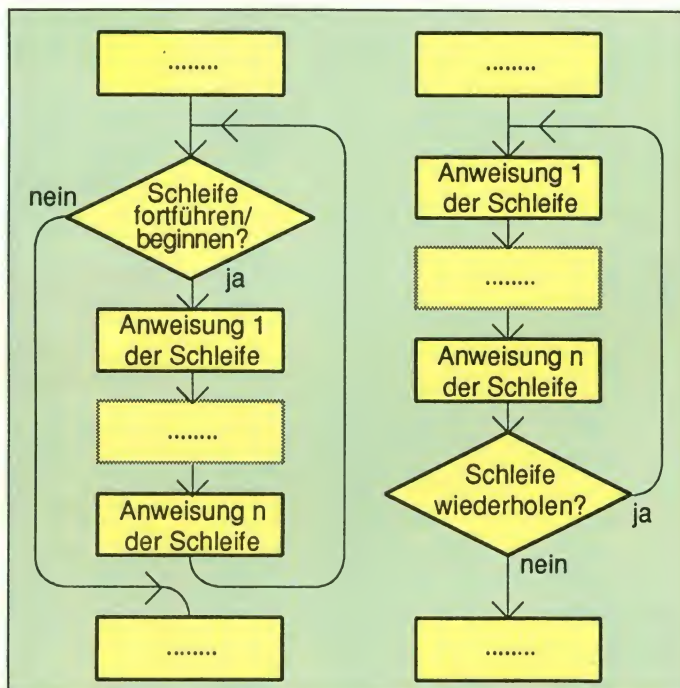 ........
nein
Schleife
fortführen/
beginnen?
ja
Anweisung 1
der Schleife
........
Anweisung n
der Schleife
........
........
Anweisung 1
der Schleife
........
Anweisung n
der Schleife
Schleife
wiederholen?
ja
nein
........